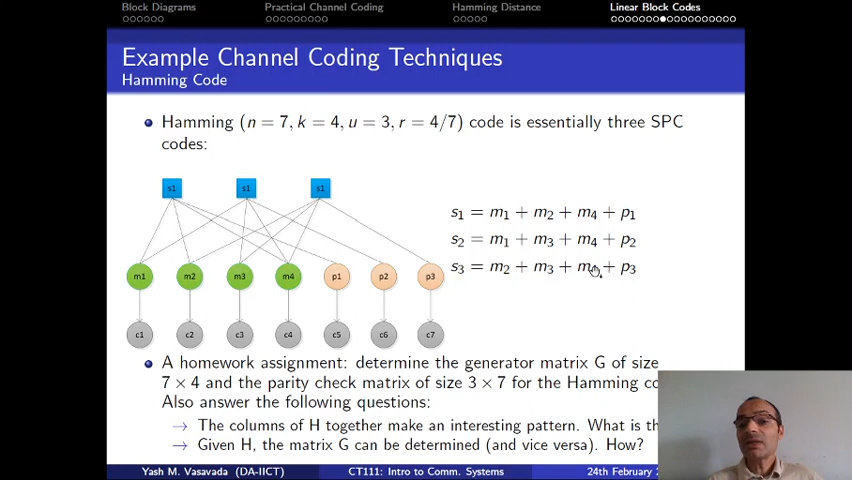 Block Diagrams Practical Channel Coding Hamming Distance Linear Block Codes
Example Channel Coding Techniques
Hamming Code
Hamming (n = 7, k = 4, u = 3, r = 4/7) code is essentially three SPC
codes:
s1 s1 s1
s₁ = m₁ + m₂ + m₄ + p₁
s₂ = m₁ + m₃ + m₄ + p₂
s₃ = m₂ + m₃ + m₄ + p₃
m1 m2 m3 m4 p1 p2 p3
c1 c2 c3 c4 c5 c6 c7
A homework assignment: determine the generator matrix G of size
7 × 4 and the parity check matrix of size 3 × 7 for the Hamming
Also answer the following questions:
→ The columns of H together make an interesting pattern. What is
→ Given H, the matrix G can be determined (and vice versa). How?
Yash M. Vasavada (DA-IICT) CT111: Intro to Comm. Systems 24th February